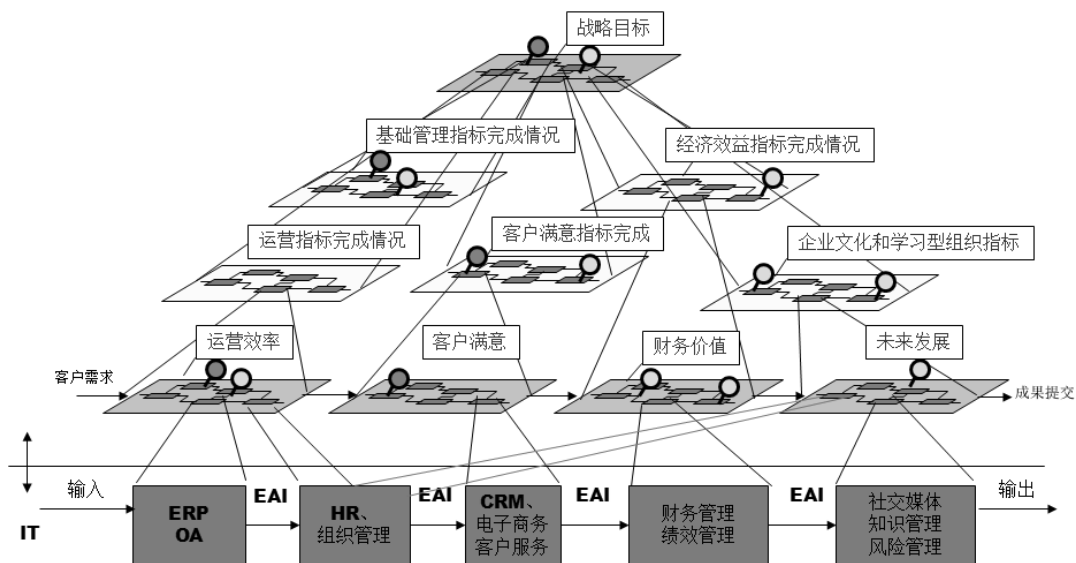 战略目标
基础管理指标完成情况
经济效益指标完成情况
运营指标完成情况
客户满意指标完成
企业文化和学习型组织指标
运营效率
客户满意
财务价值
未来发展
客户需求
成果提交
输入
EAI
EAI
EAI
EAI
输出
IT
ERP
OA
HR、
组织管理
CRM、
电子商务
客户服务
财务管理
绩效管理
社交媒体
知识管理
风险管理